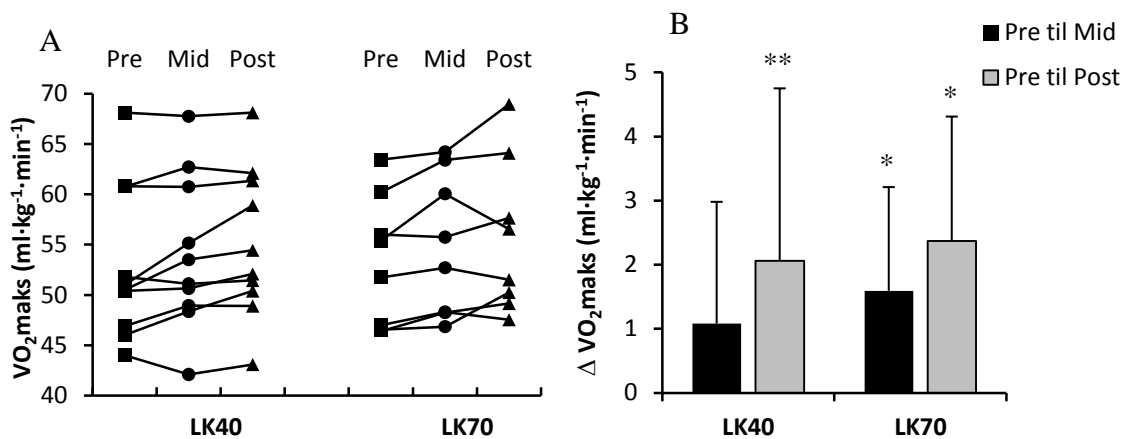 A
Pre Mid Post Pre Mid Post
VO₂maks (ml·kg⁻¹·min⁻¹)
70
65
60
55
50
45
40
LK40 LK70
B
Pre til Mid
Pre til Post
Δ VO₂maks (ml·kg⁻¹·min⁻¹)
5
4
3
2
1
0
** * *
LK40 LK70